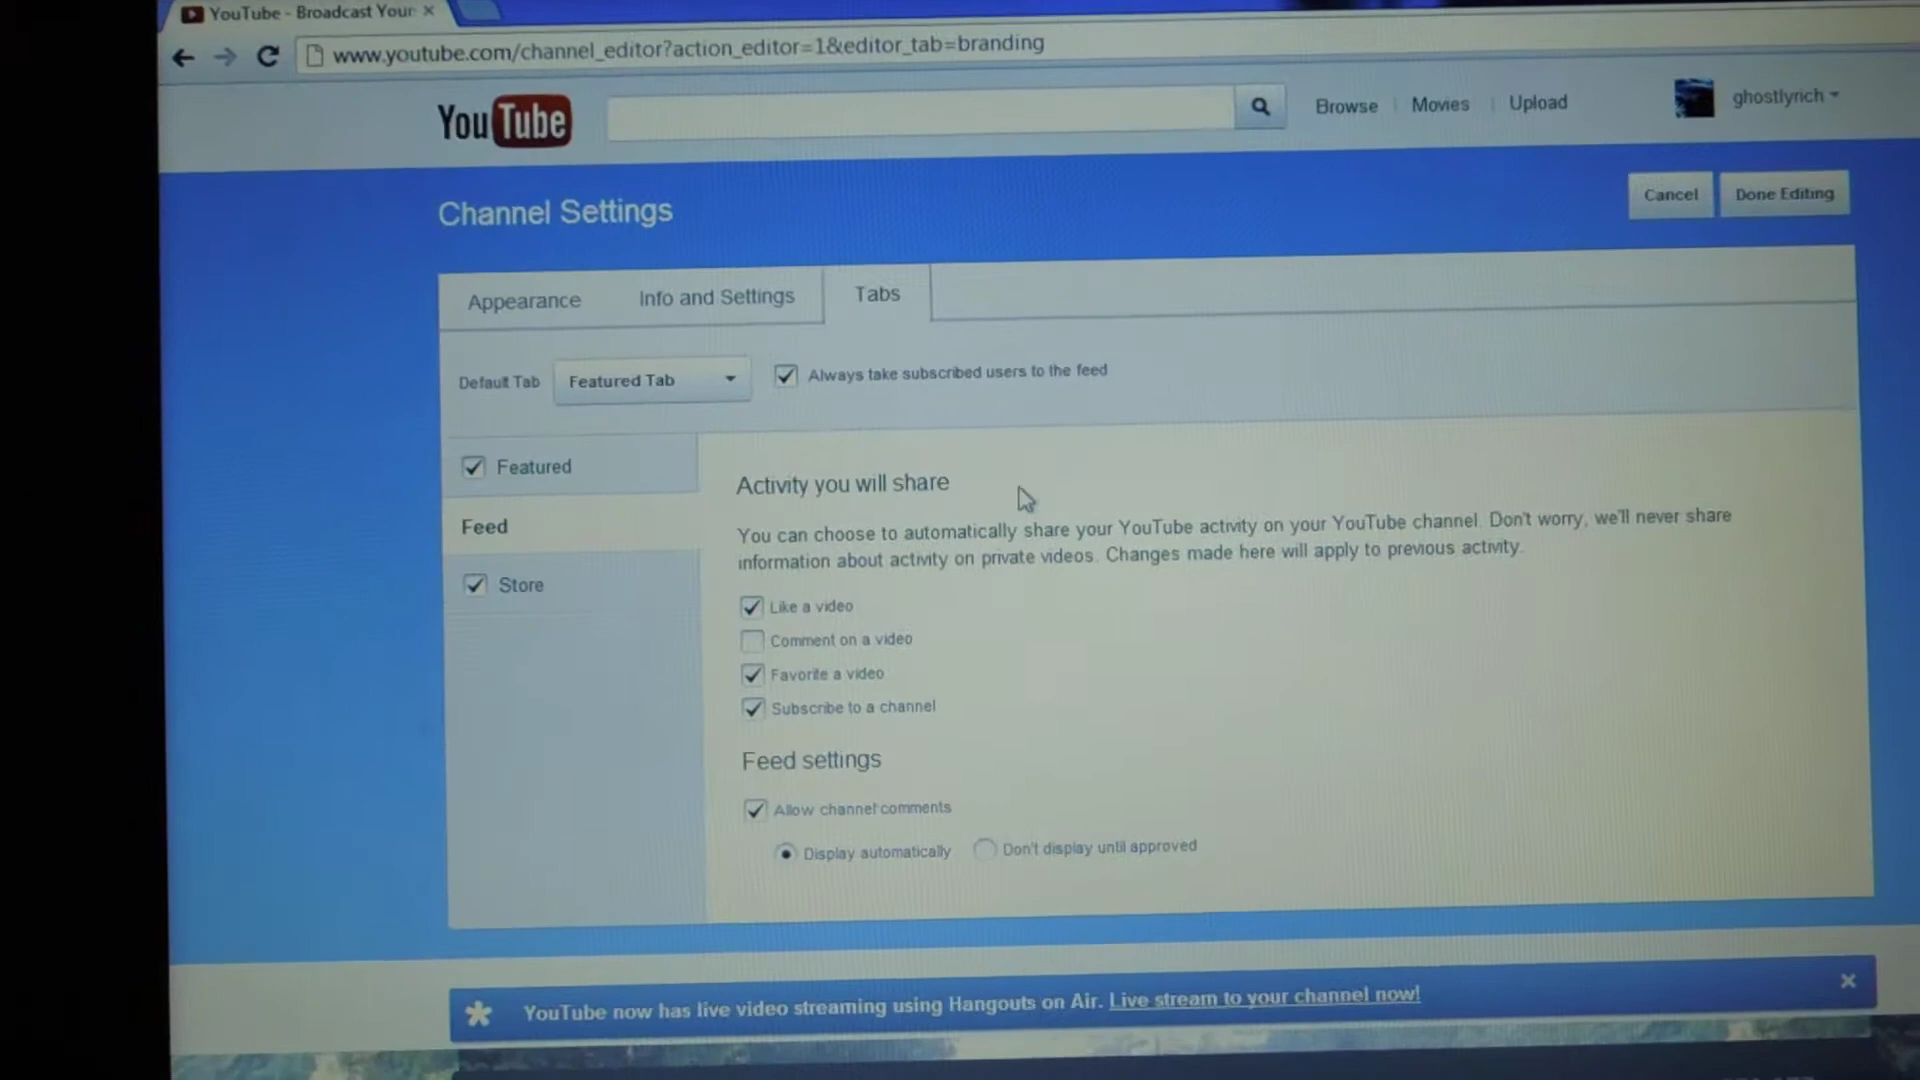 YouTube - Broadcast Your
www.youtube.com/channel_editor?action_editor=1&editor_tab=branding
YouTube
Browse
Movies
Upload
ghostlyrich
Channel Settings
Cancel
Done Editing
Appearance
Info and Settings
Tabs
Default Tab
Featured Tab
Always take subscribed users to the feed
Featured
Feed
Store
Activity you will share
You can choose to automatically share your YouTube activity on your YouTube channel. Don't worry, we'll never share
information about activity on private videos. Changes made here will apply to previous activity.
Like a video
Comment on a video
Favorite a video
Subscribe to a channel
Feed settings
Allow channel comments
Display automatically
Don't display until approved
YouTube now has live video streaming using Hangouts on Air. Live stream to your channel now!